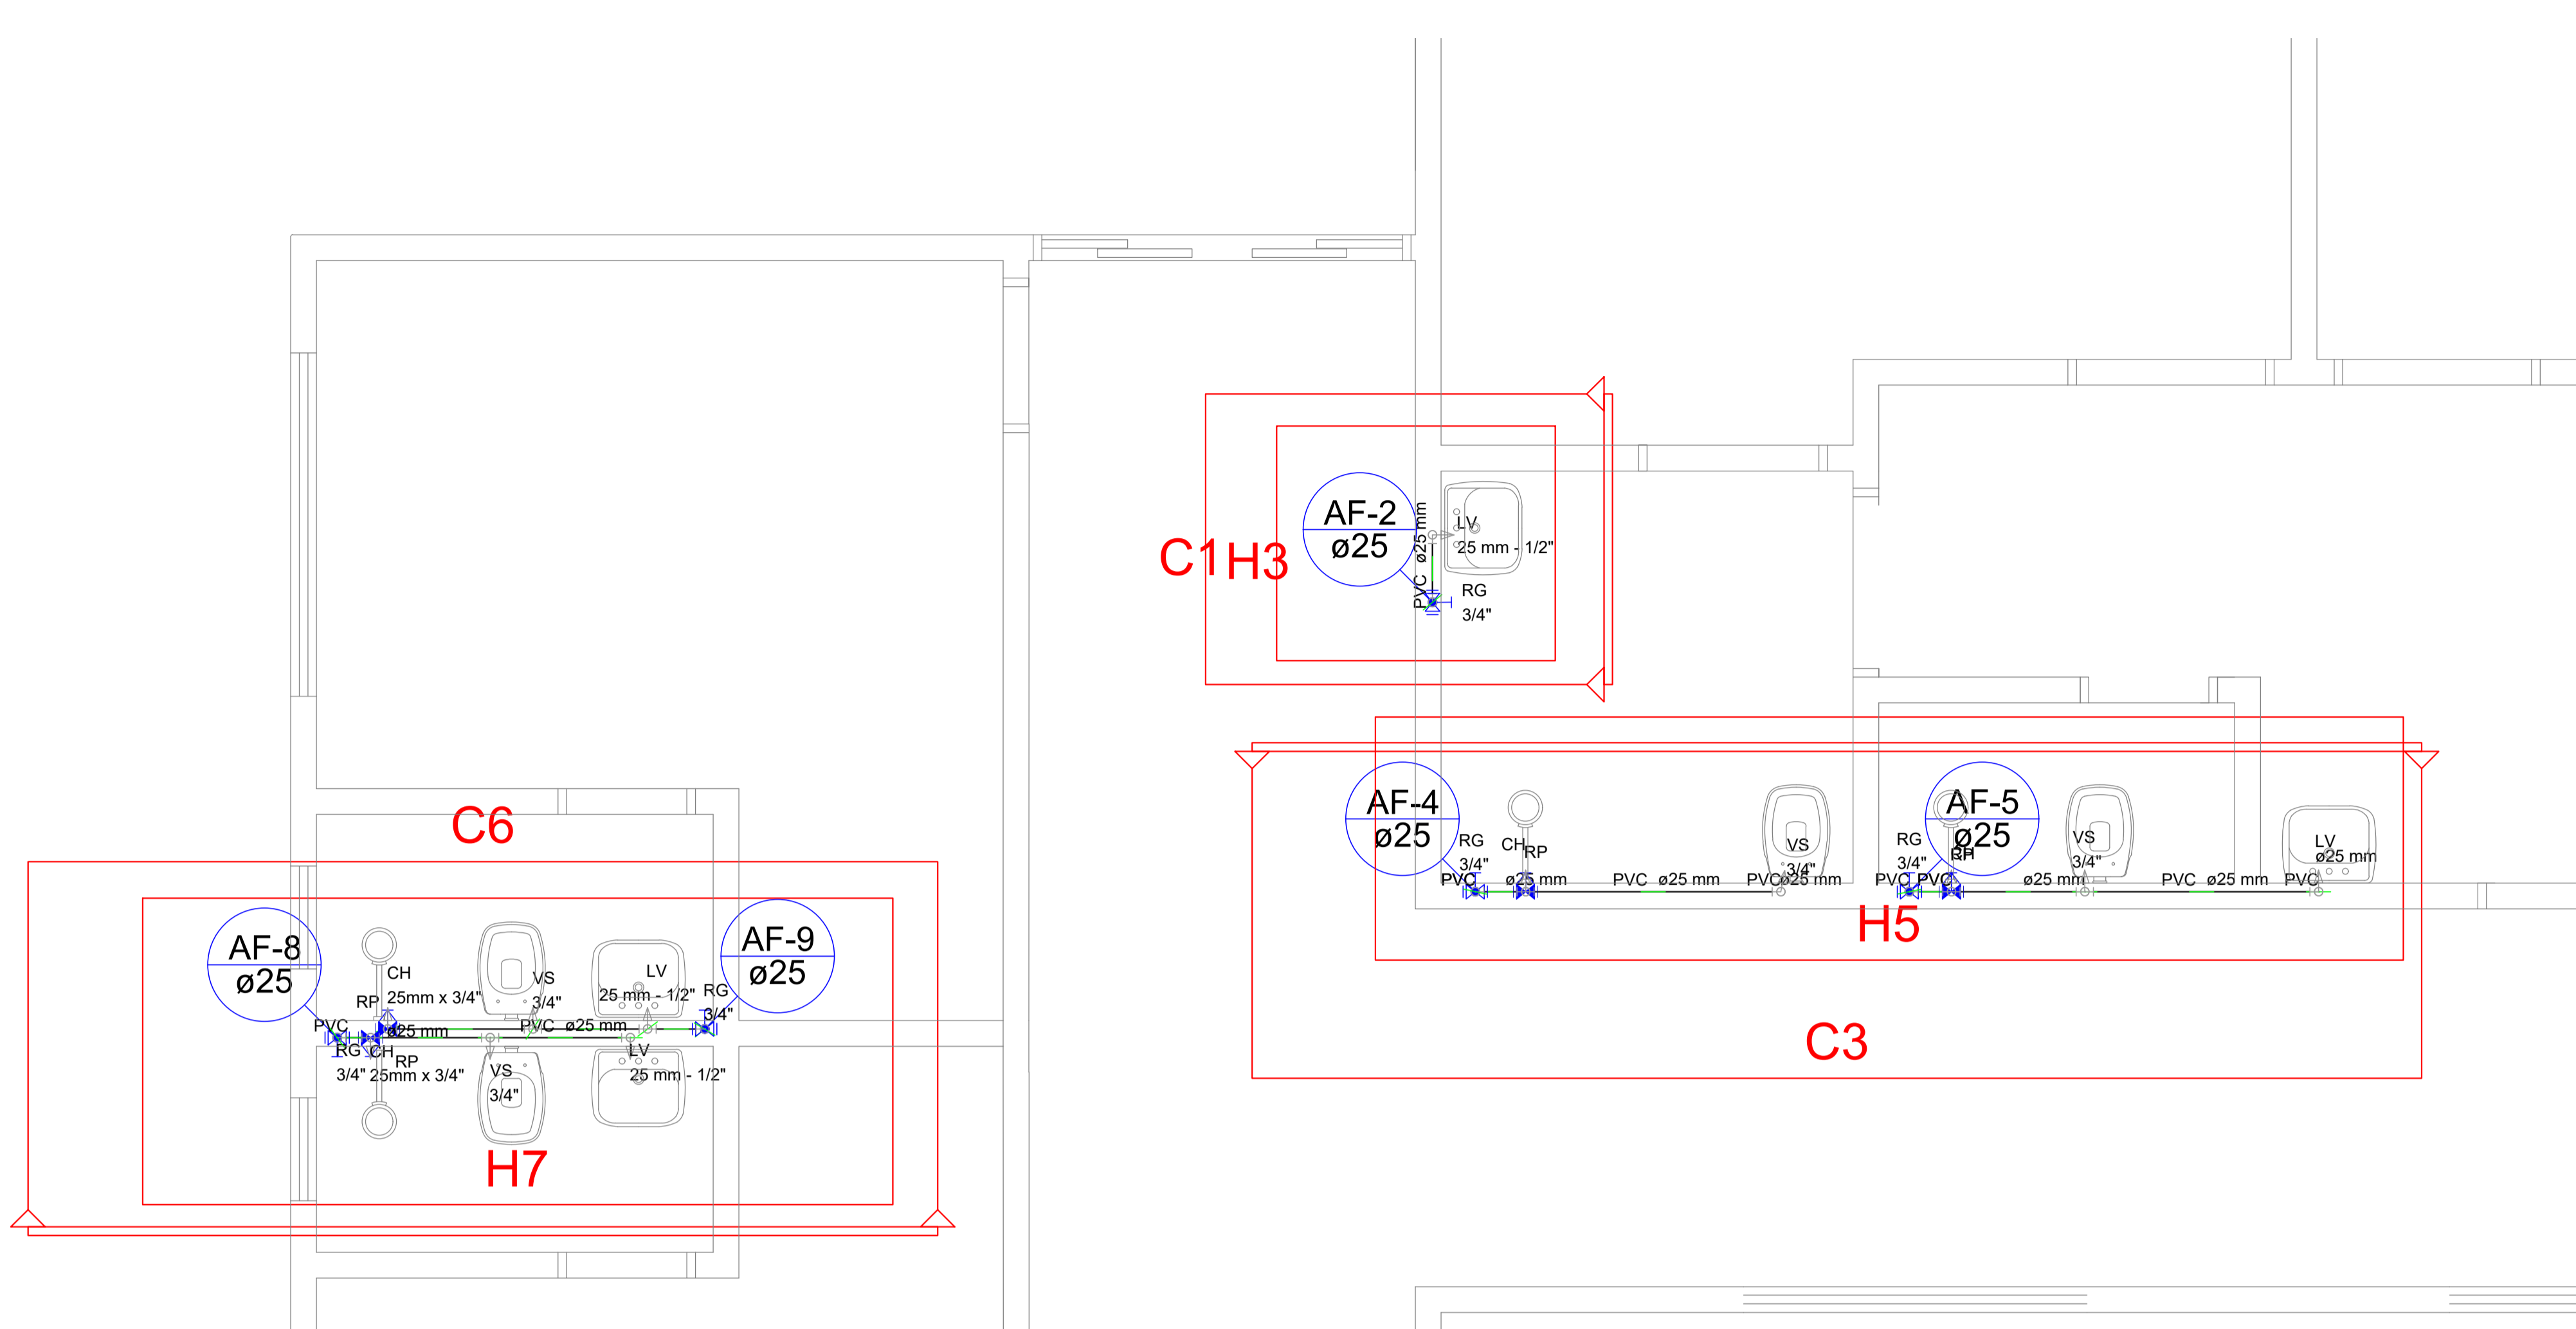 AF-2
ø25
PVC ø25 mm
LV
25 mm - 1/2"
RG
3/4"
C1
H3
AF-4
ø25
RG
3/4"
CH
RP
PVC
ø25 mm
PVC ø25 mm
VS
3/4"
PVC
ø25 mm
AF-5
ø25
RG
3/4"
RP
CH
PVC
PVC
ø25 mm
VS
3/4"
PVC ø25 mm
LV
ø25 mm
PVC
H5
C3
C6
AF-8
ø25
AF-9
ø25
CH
25mm x 3/4"
RP
VS
3/4"
LV
25 mm - 1/2"
RG
3/4"
PVC
ø25 mm
PVC ø25 mm
RG
3/4"
CH
25mm x 3/4"
RP
VS
3/4"
LV
25 mm - 1/2"
H7